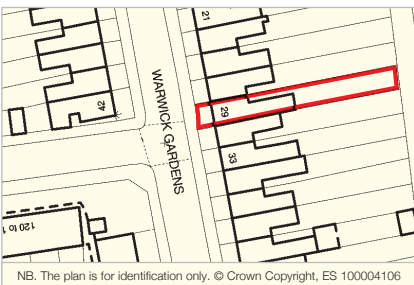 21
42
WARWICK GARDENS
29
33
120 to 1
NB. The plan is for identification only. © Crown Copyright, ES 100004106